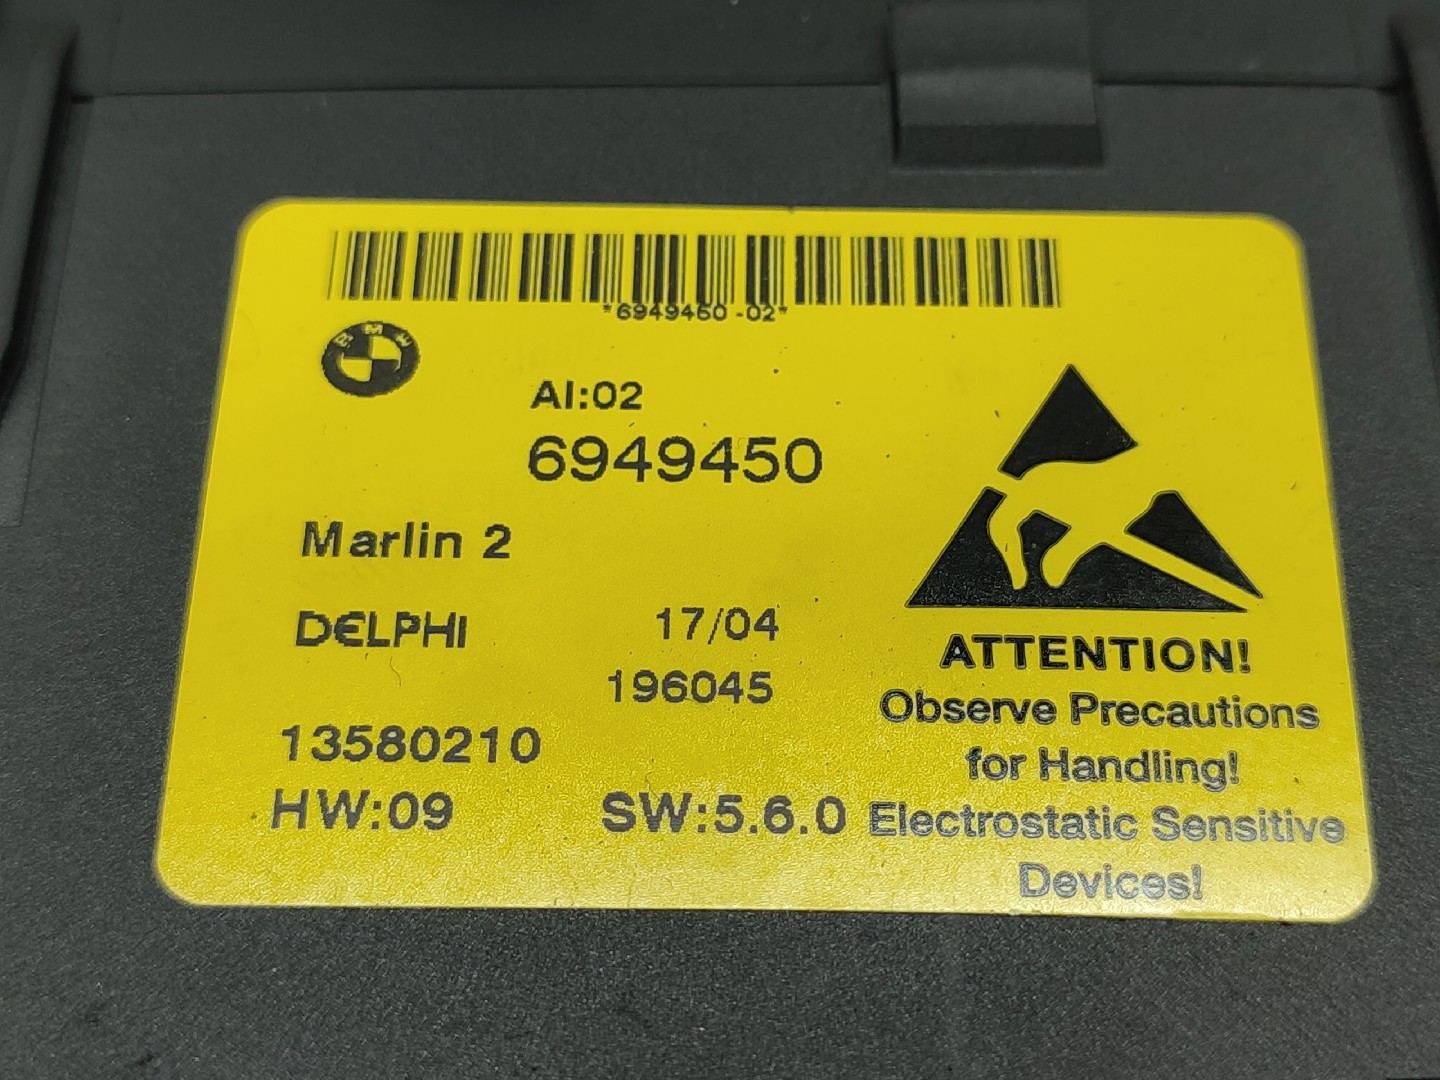 *6949450-02*
BMW
AI:02
6949450
Marlin 2
DELPHI
17/04
196045
13580210
HW:09
SW:5.6.0
ATTENTION!
Observe Precautions
for Handling!
Electrostatic Sensitive
Devices!